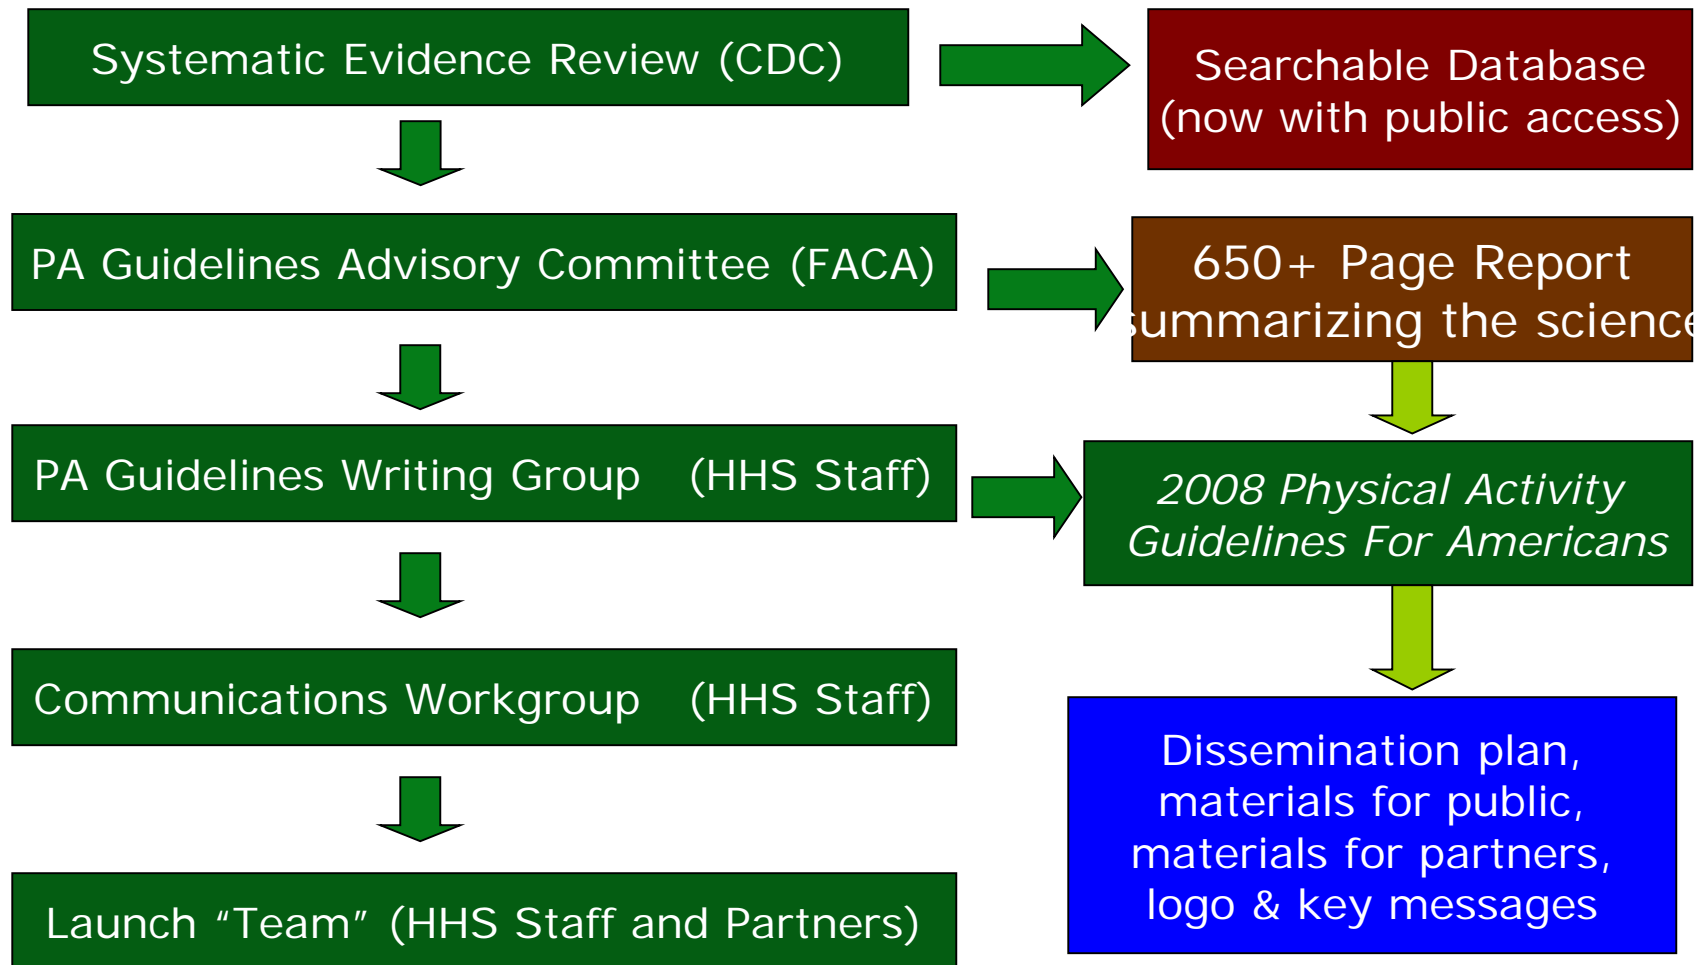 Systematic Evidence Review (CDC)
Searchable Database
(now with public access)
PA Guidelines Advisory Committee (FACA)
650+ Page Report
summarizing the science
PA Guidelines Writing Group (HHS Staff)
2008 Physical Activity
Guidelines For Americans
Communications Workgroup (HHS Staff)
Dissemination plan,
materials for public,
materials for partners,
logo & key messages
Launch “Team” (HHS Staff and Partners)